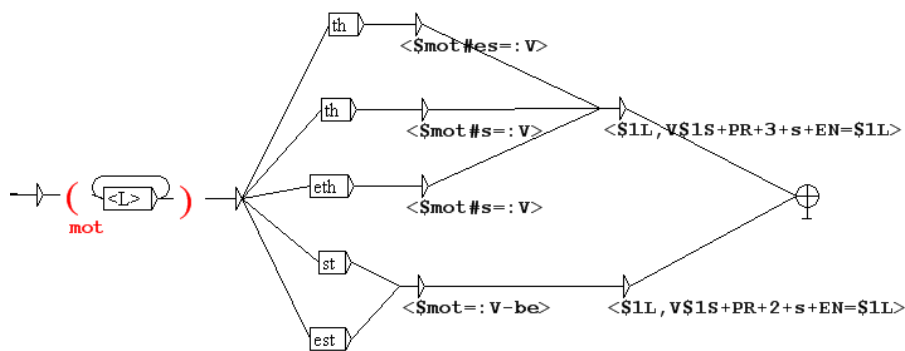 th
<$mot#es=:V>
th
<$mot#s=:V>
<$1L,V$1S+PR+3+s+EN=$1L>
( <L> )
mot
eth
<$mot#s=:V>
st
<$mot=:V-be>
<$1L,V$1S+PR+2+s+EN=$1L>
est